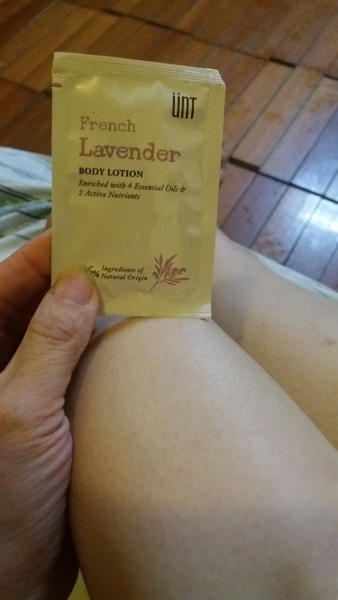 ünt
French
Lavender
BODY LOTION
Enriched with 4 Essential Oils &
2 Active Nutrients
Ingredients of
Natural Origin